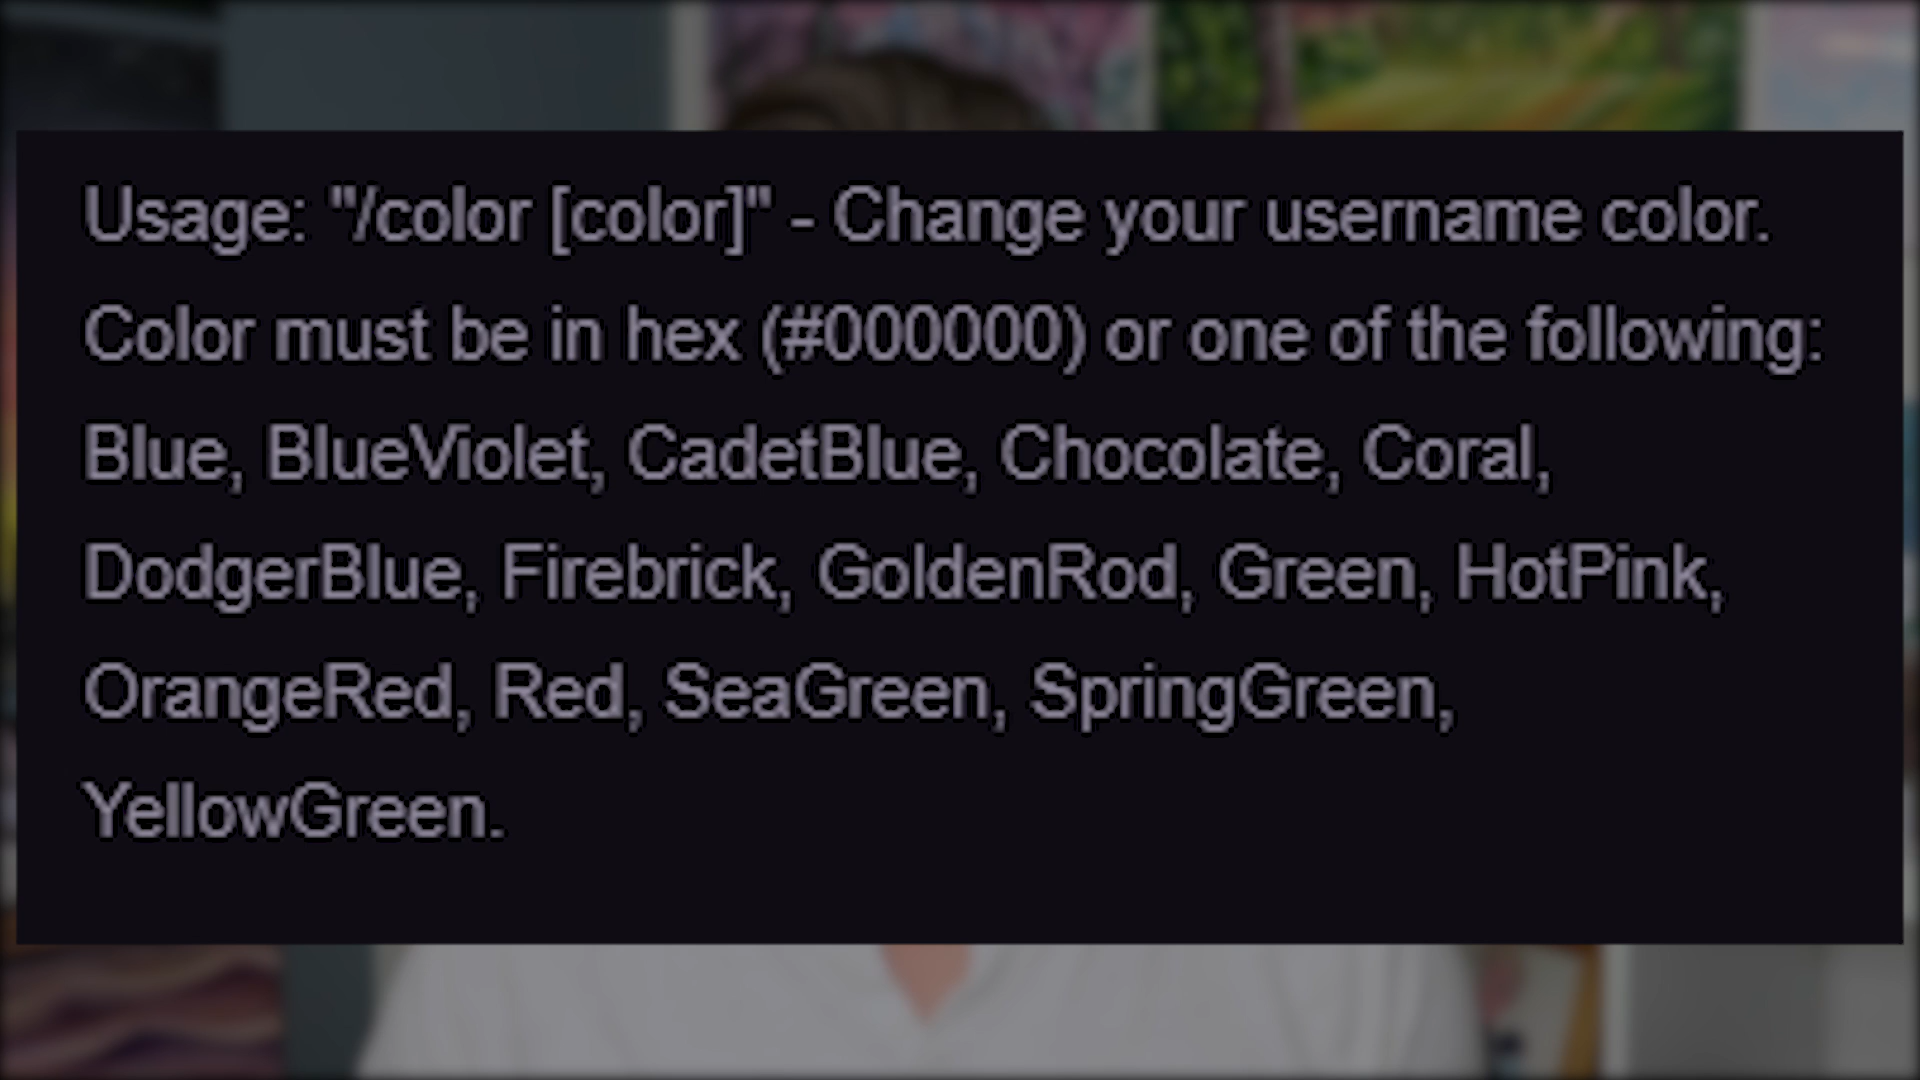 Usage: "/color [color]" - Change your username color.
Color must be in hex (#000000) or one of the following:
Blue, BlueViolet, CadetBlue, Chocolate, Coral,
DodgerBlue, Firebrick, GoldenRod, Green, HotPink,
OrangeRed, Red, SeaGreen, SpringGreen,
YellowGreen.